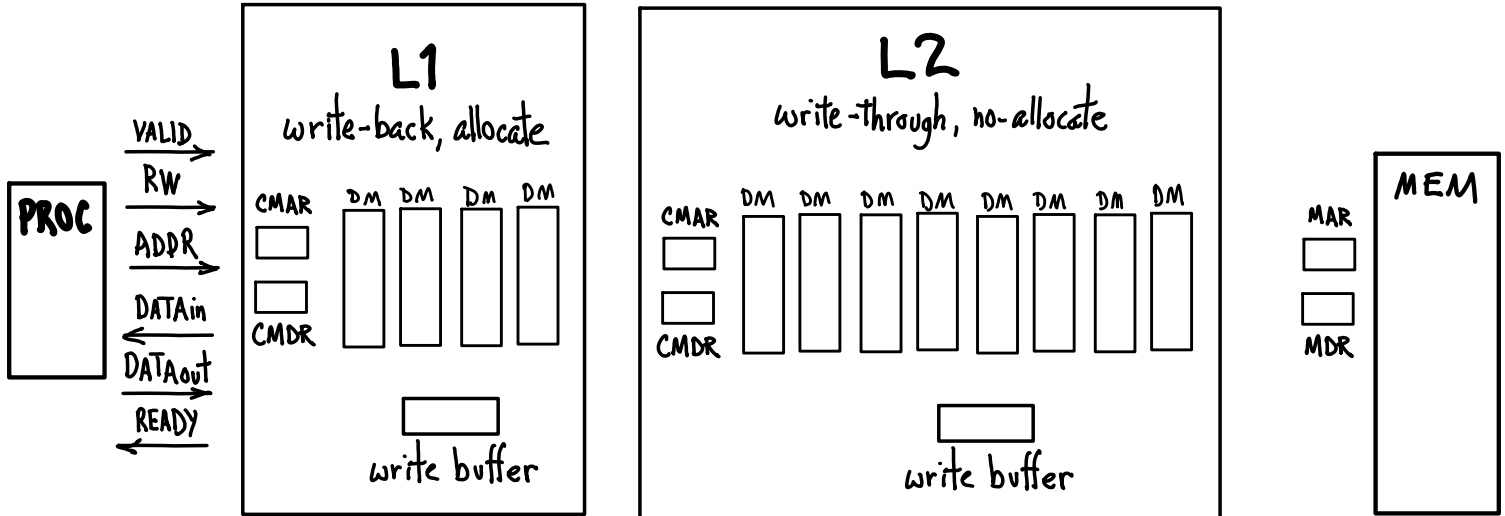 PROC
VALID
RW
ADDR
DATAin
DATAout
READY
L1
write-back, allocate
CMAR
CMDR
DM DM DM DM
write buffer
L2
write-through, no-allocate
CMAR
CMDR
DM DM DM DM DM DM DM DM
write buffer
MAR
MDR
MEM